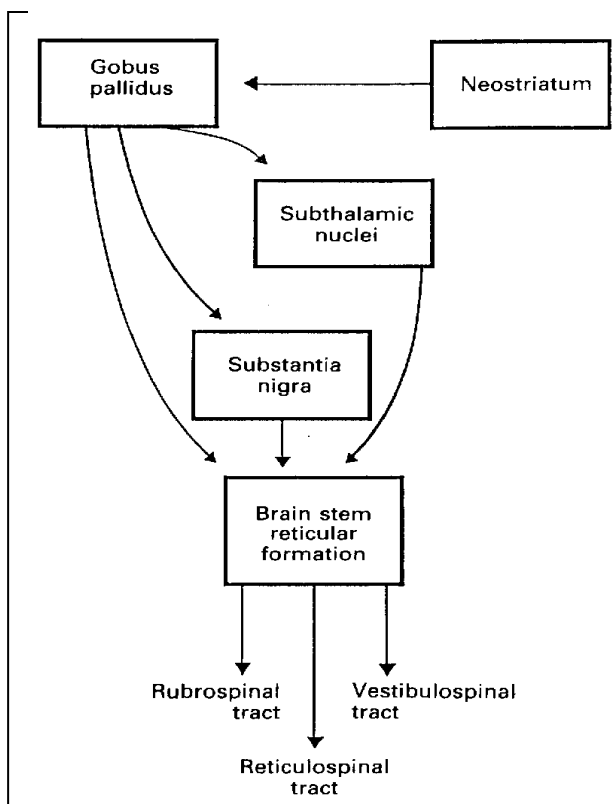 Gobus
pallidus
Neostriatum
Subthalamic
nuclei
Substantia
nigra
Brain stem
reticular
formation
Rubrospinal
tract
Vestibulospinal
tract
Reticulospinal
tract